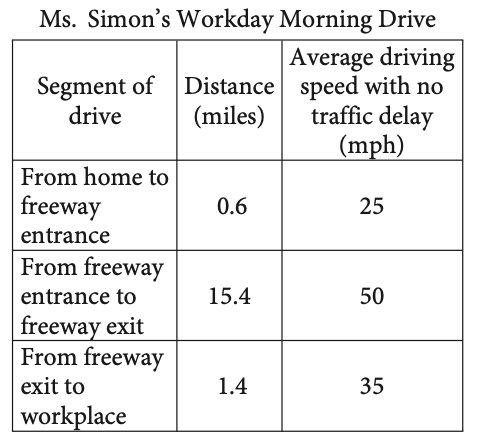 Ms. Simon's Workday Morning Drive
Segment of
drive
Distance
(miles)
Average driving
speed with no
traffic delay
(mph)
From home to
freeway
entrance
0.6
25
From freeway
entrance to
freeway exit
15.4
50
From freeway
exit to
workplace
1.4
35